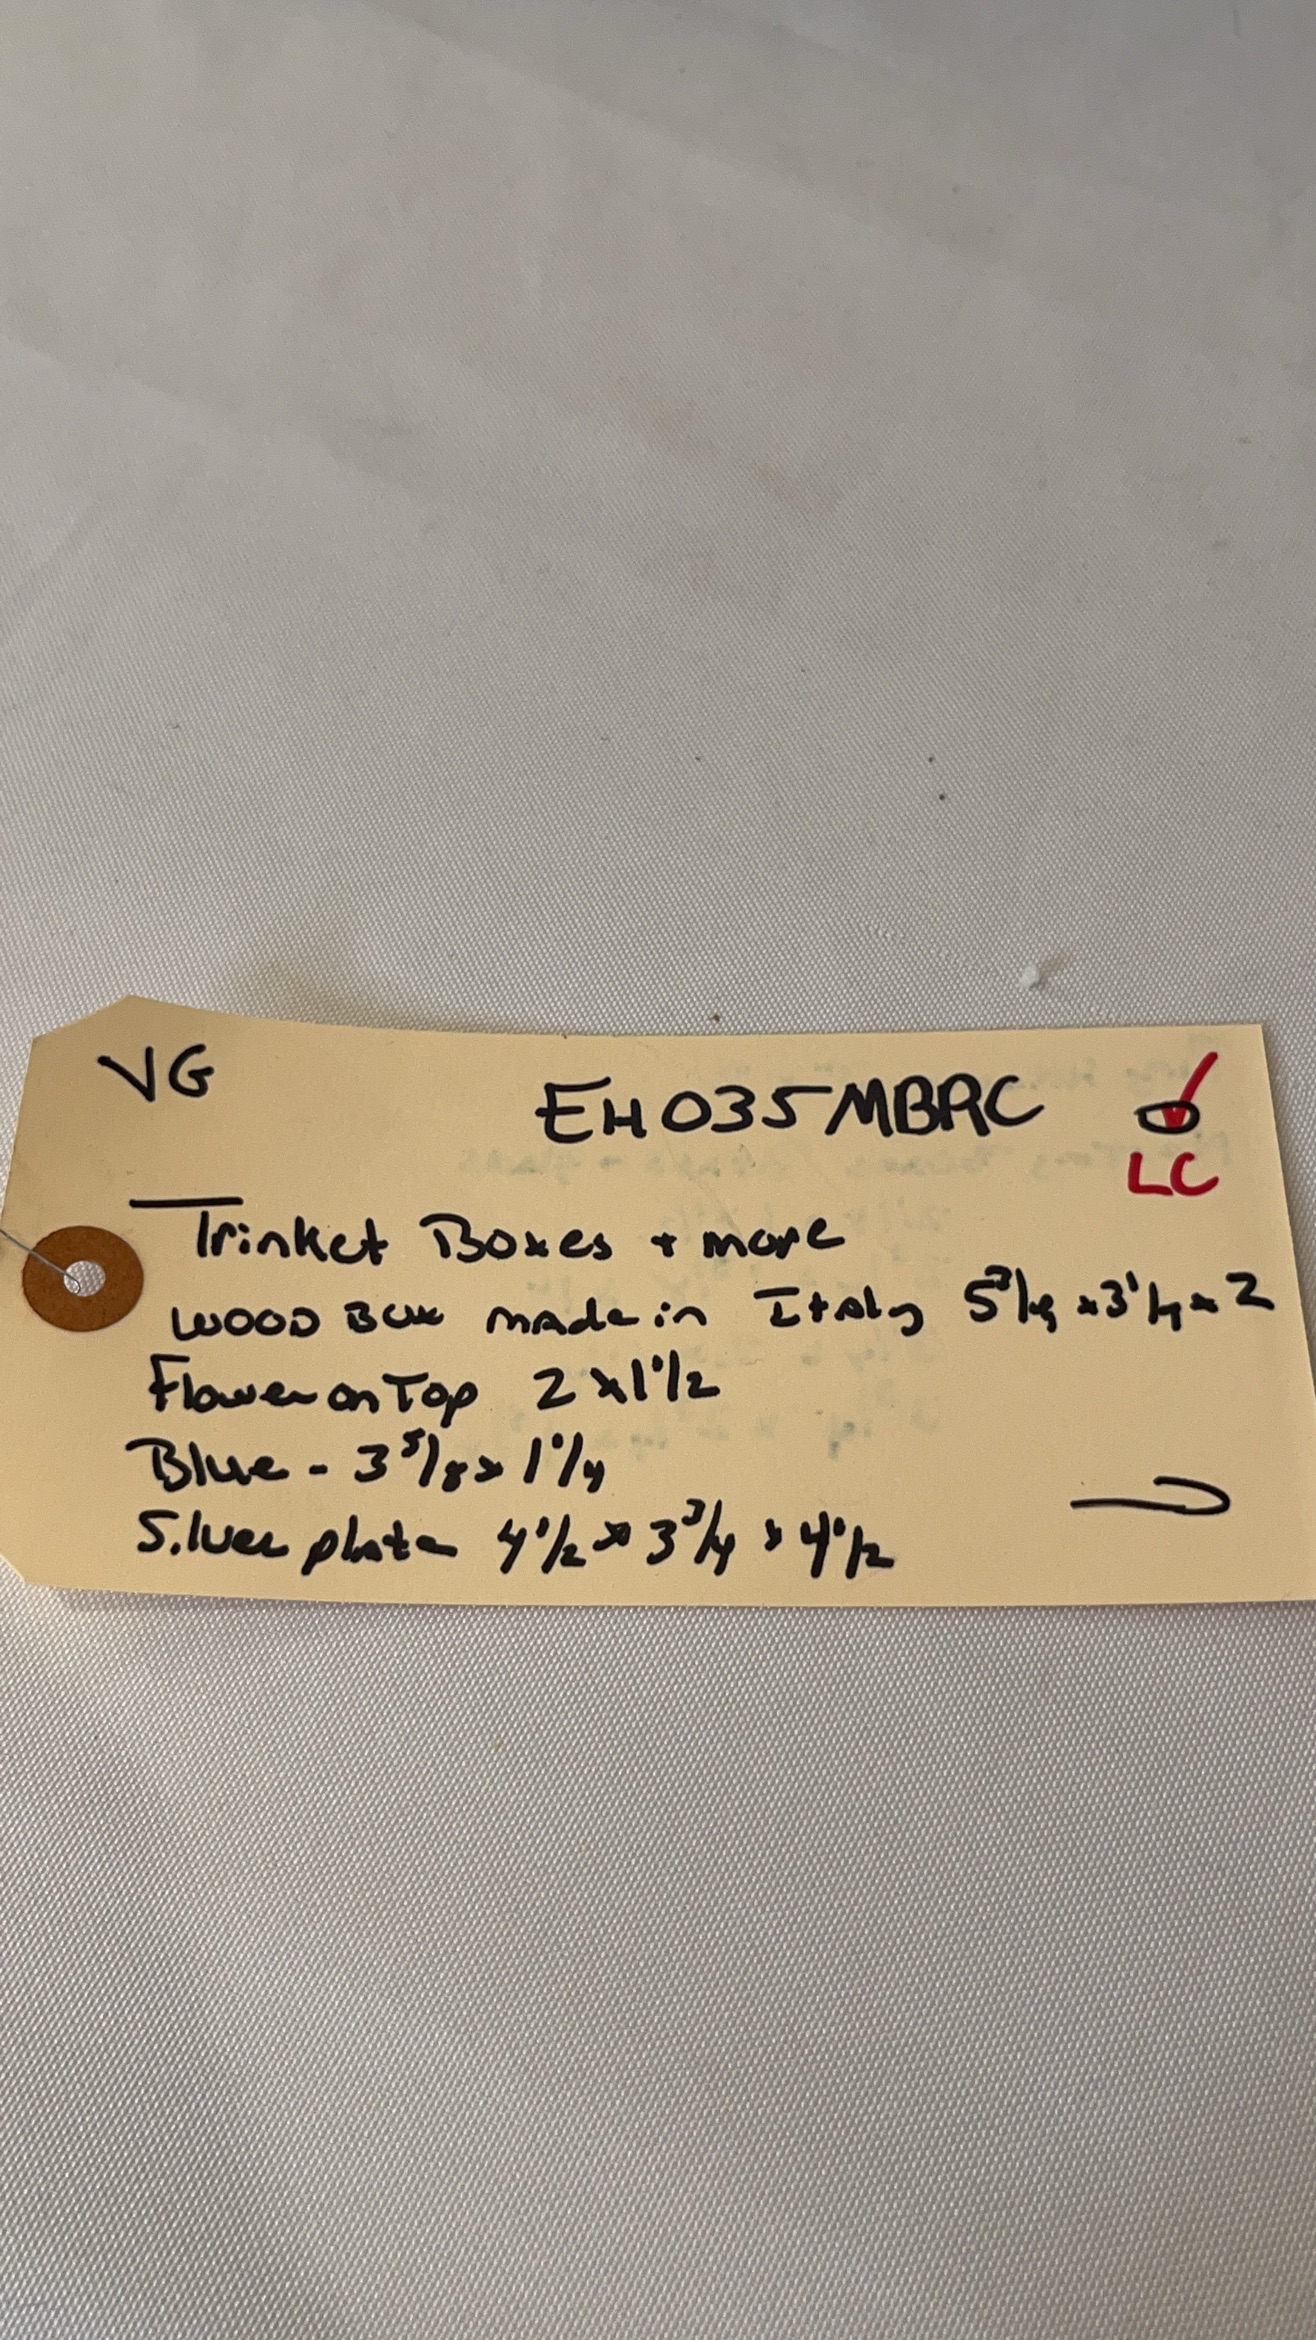 VG
EH035MBRC
LC
Trinket Boxes + more
WOOD Box made in Italy 5 3/4 x 3 1/4 x 2
Flower on Top 2 x 1 1/2
Blue - 3 5/8 x 1 1/4
Silver plate 4 1/2 x 3 3/4 x 4 1/2